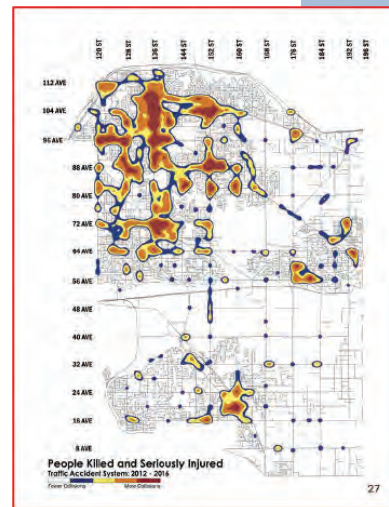 120 ST
128 ST
136 ST
144 ST
152 ST
160 ST
168 ST
176 ST
184 ST
192 ST
196 ST
112 AVE
104 AVE
96 AVE
88 AVE
80 AVE
72 AVE
64 AVE
56 AVE
48 AVE
40 AVE
32 AVE
24 AVE
16 AVE
8 AVE
People Killed and Seriously Injured
Traffic Accident System: 2012 - 2016
Fewer Collisions More Collisions
27